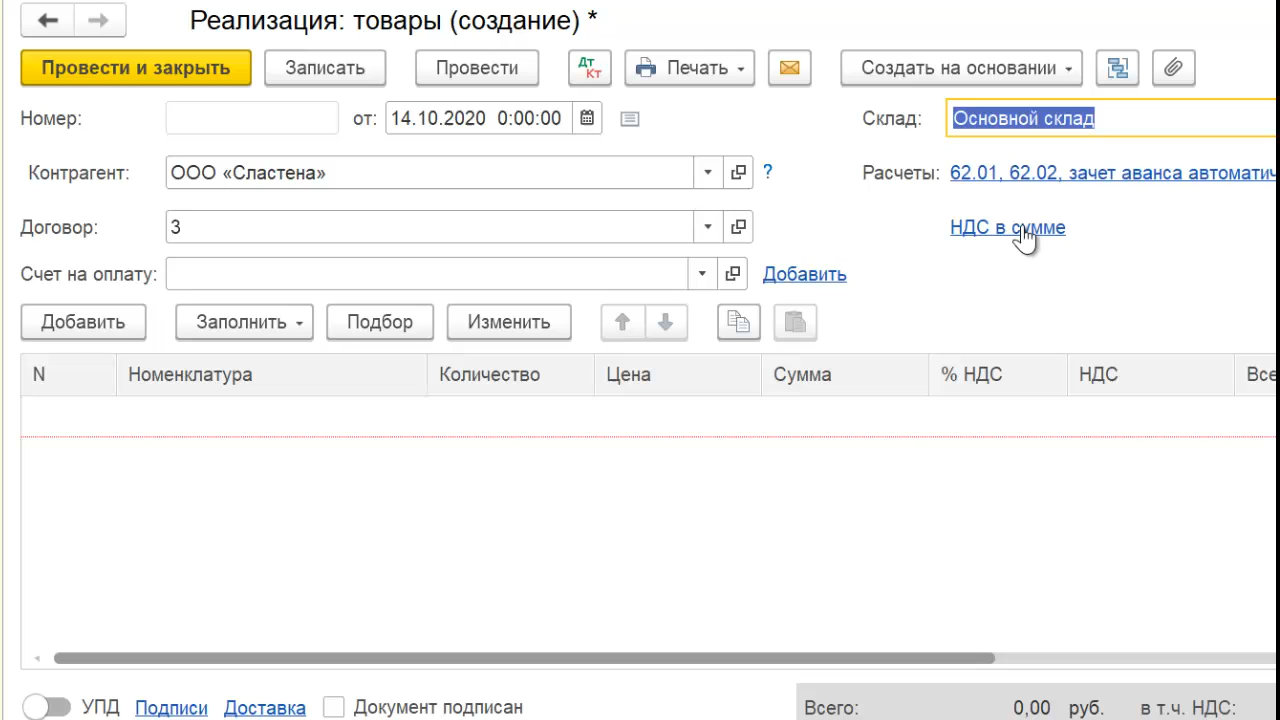 Реализация: товары (создание) *
Провести и закрыть Записать Провести Дт Кт Печать Создать на основании
Номер: от: 14.10.2020 0:00:00 Склад: Основной склад
Контрагент: ООО «Сластена» ? Расчеты: 62.01, 62.02, зачет аванса автоматич
Договор: 3 НДС в сумме
Счет на оплату: Добавить
Добавить Заполнить Подбор Изменить
N Номенклатура Количество Цена Сумма % НДС НДС Все
УПД Подписи Доставка Документ подписан Всего: 0,00 руб. в т.ч. НДС: